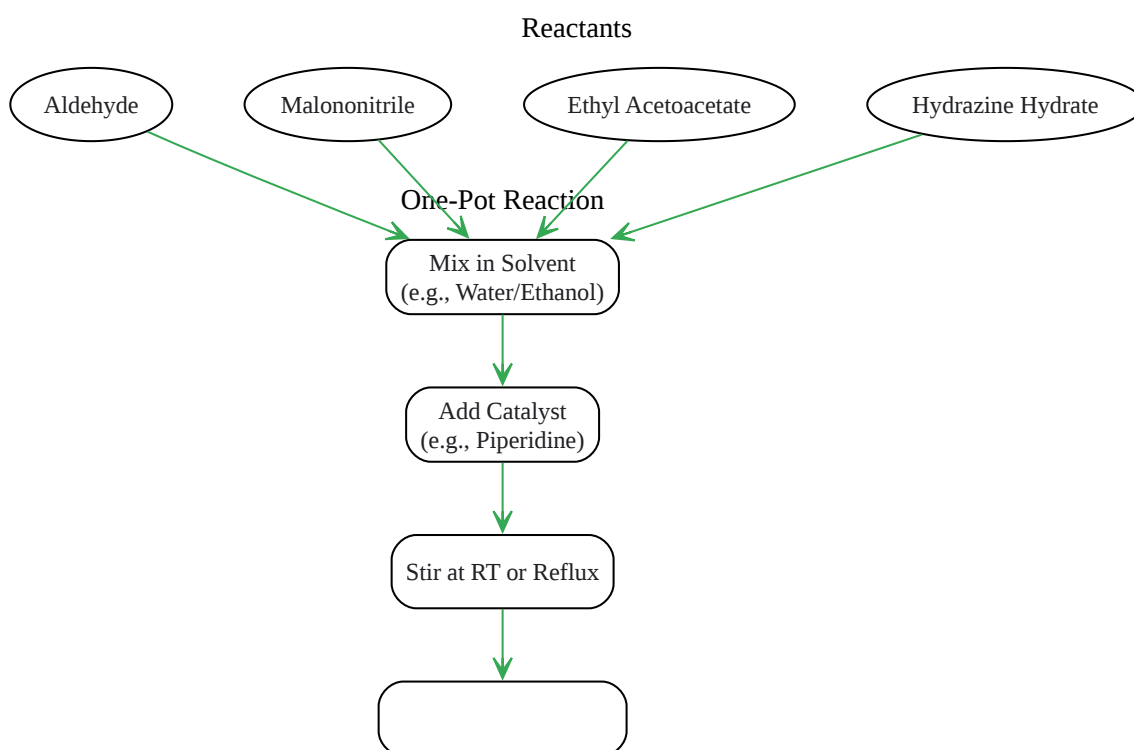 Reactants
Aldehyde
Malononitrile
Ethyl Acetoacetate
Hydrazine Hydrate
One-Pot Reaction
Mix in Solvent
(e.g., Water/Ethanol)
Add Catalyst
(e.g., Piperidine)
Stir at RT or Reflux